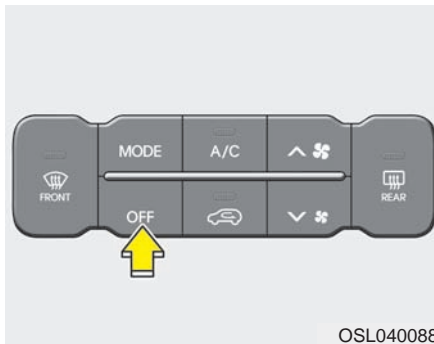 MODE
A/C
FRONT
REAR
OFF
OSL040088